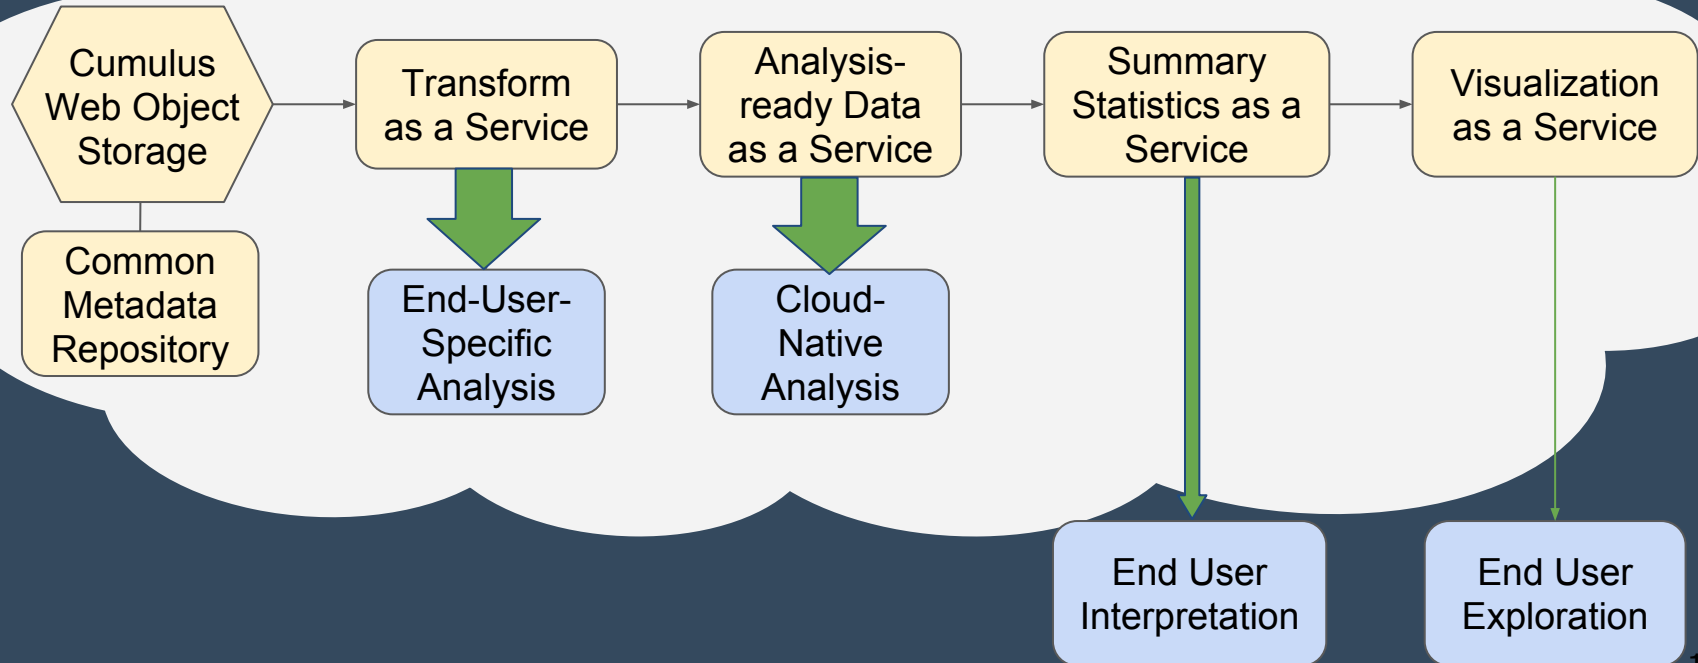 Cumulus
Web Object
Storage
Transform
as a Service
Analysis-
ready Data
as a Service
Summary
Statistics as a
Service
Visualization
as a Service
Common
Metadata
Repository
End-User-
Specific
Analysis
Cloud-
Native
Analysis
End User
Interpretation
End User
Exploration